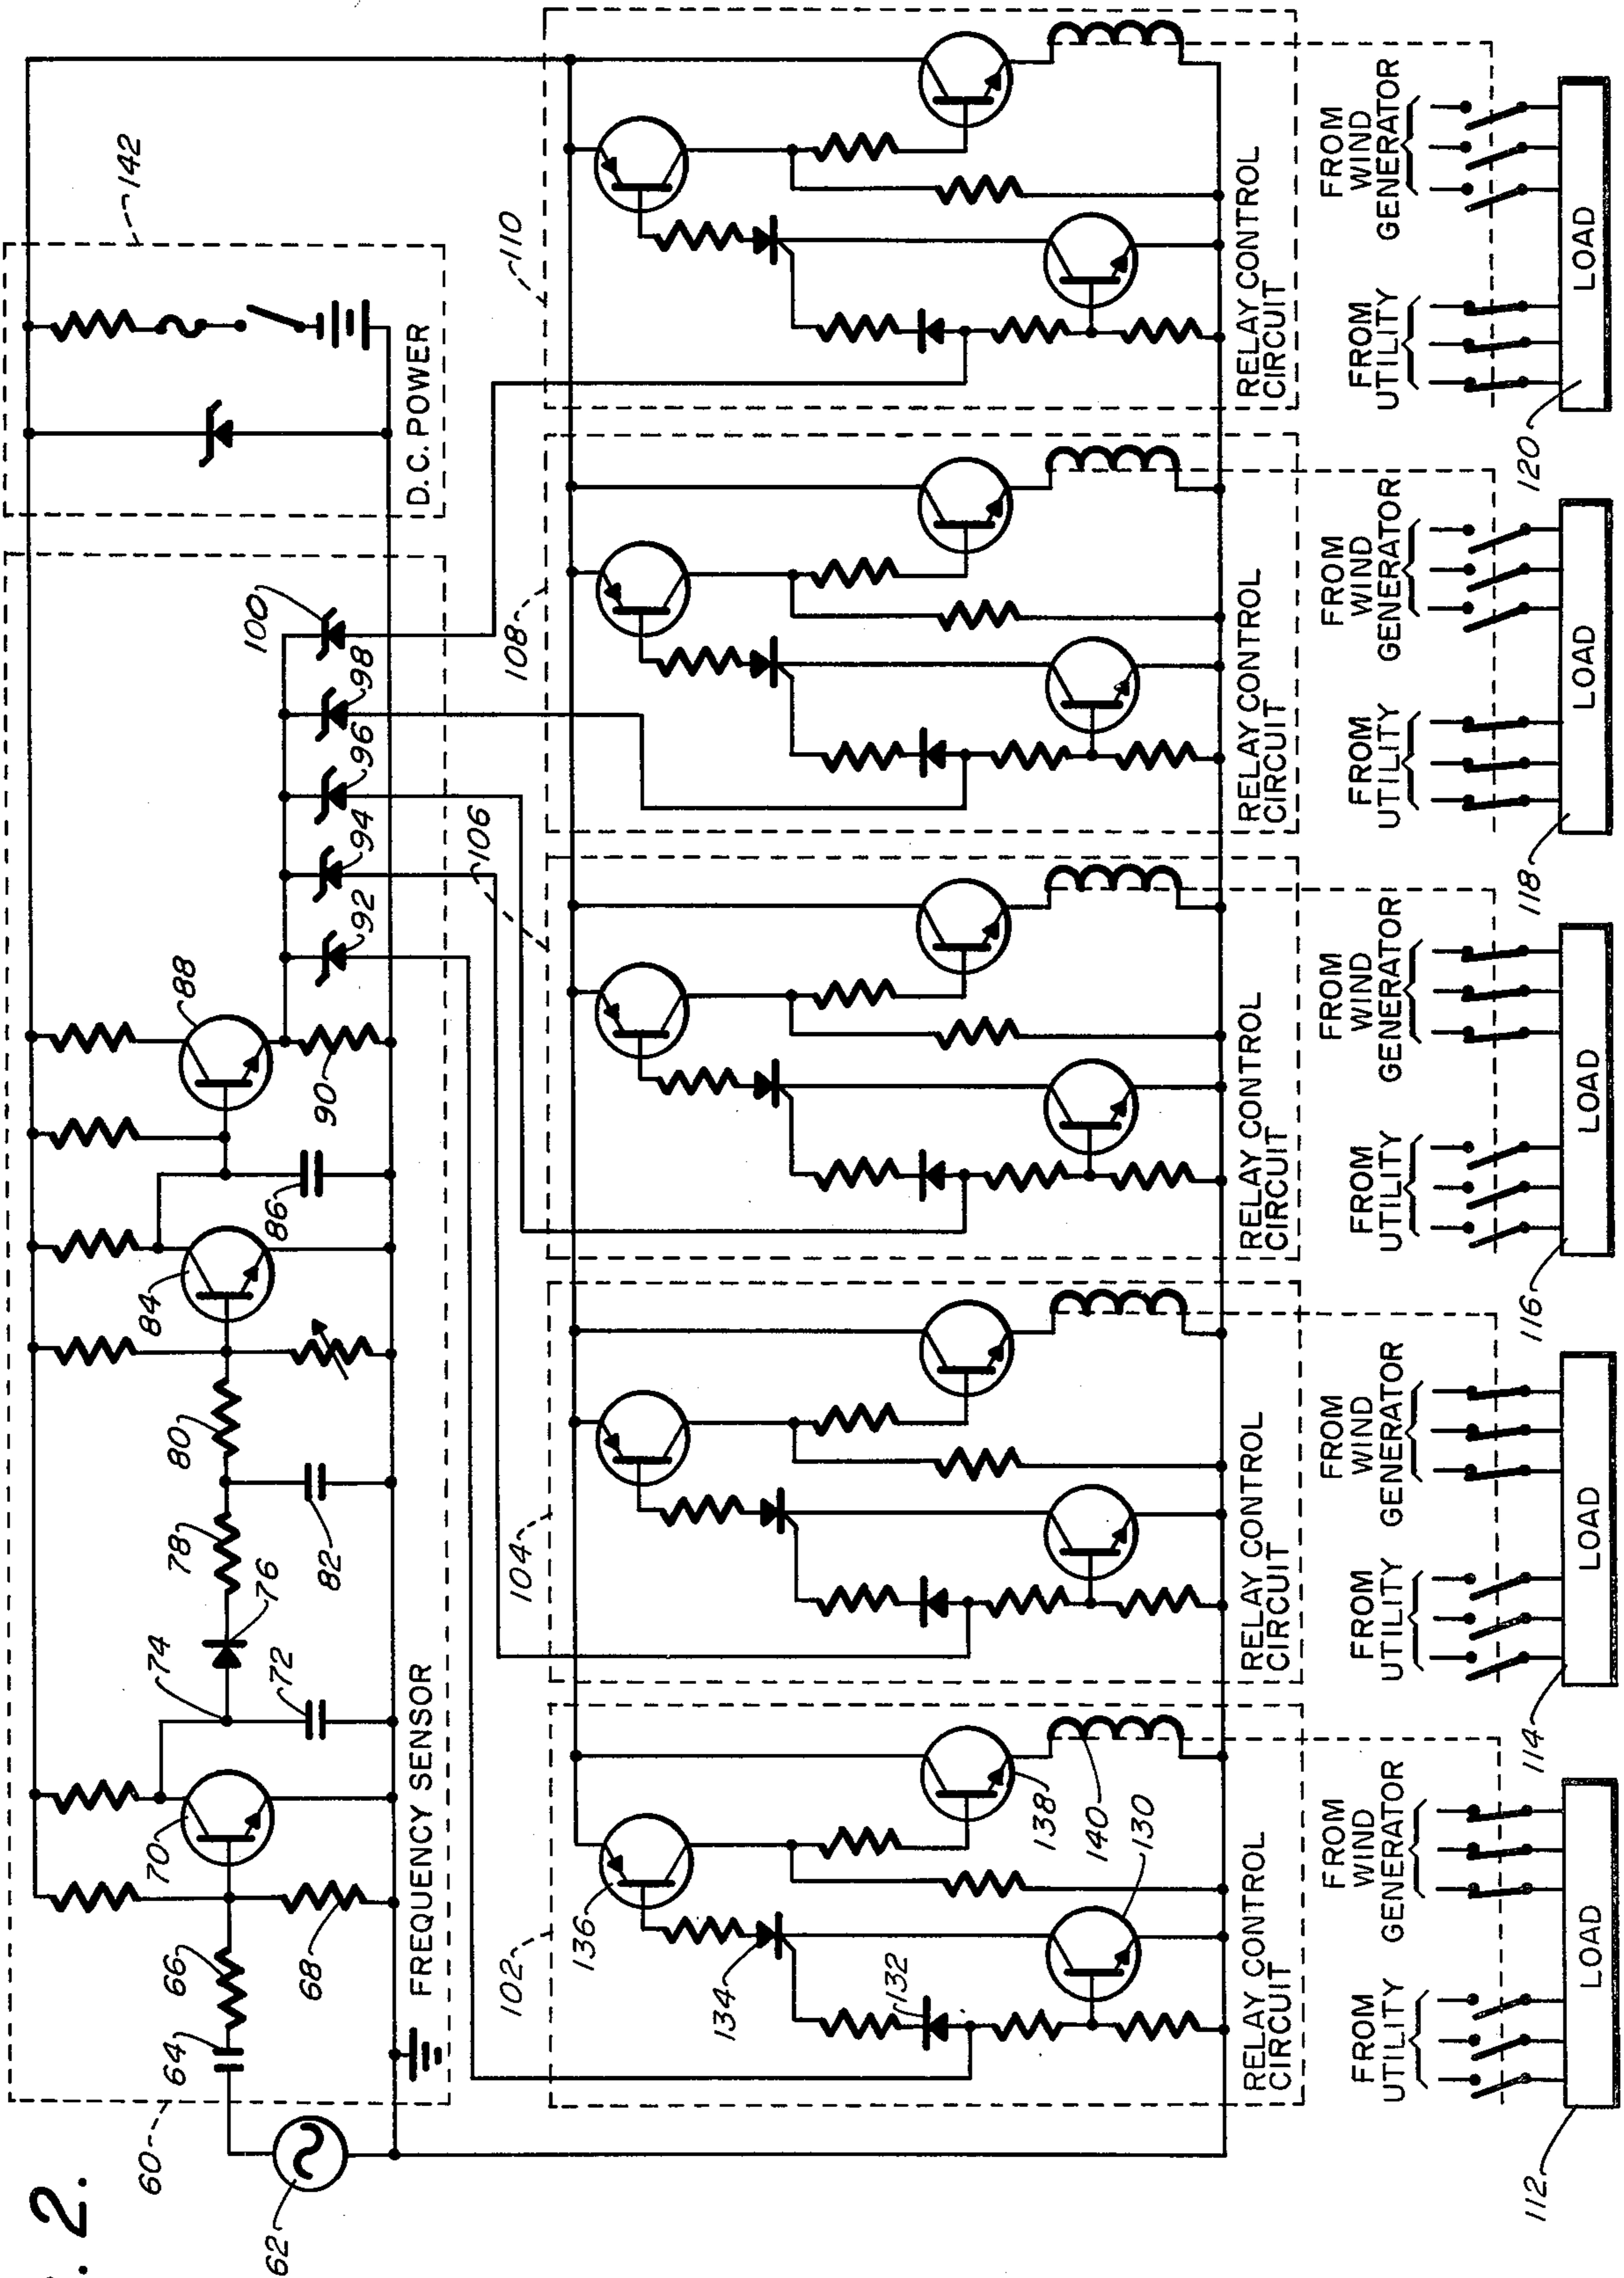 . 2.
60
62
64
66
68
70
72
74
76
78
80
82
84
86
88
90
92
94
96
98
100
142
FREQUENCY SENSOR
D.C. POWER
102
104
106
108
110
136
134
132
138
140
130
RELAY CONTROL
CIRCUIT
RELAY CONTROL
CIRCUIT
RELAY CONTROL
CIRCUIT
RELAY CONTROL
CIRCUIT
RELAY CONTROL
CIRCUIT
FROM
UTILITY
FROM
WIND
GENERATOR
FROM
UTILITY
FROM
WIND
GENERATOR
FROM
UTILITY
FROM
WIND
GENERATOR
FROM
UTILITY
FROM
WIND
GENERATOR
FROM
UTILITY
FROM
WIND
GENERATOR
LOAD
LOAD
LOAD
LOAD
LOAD
112
114
116
118
120